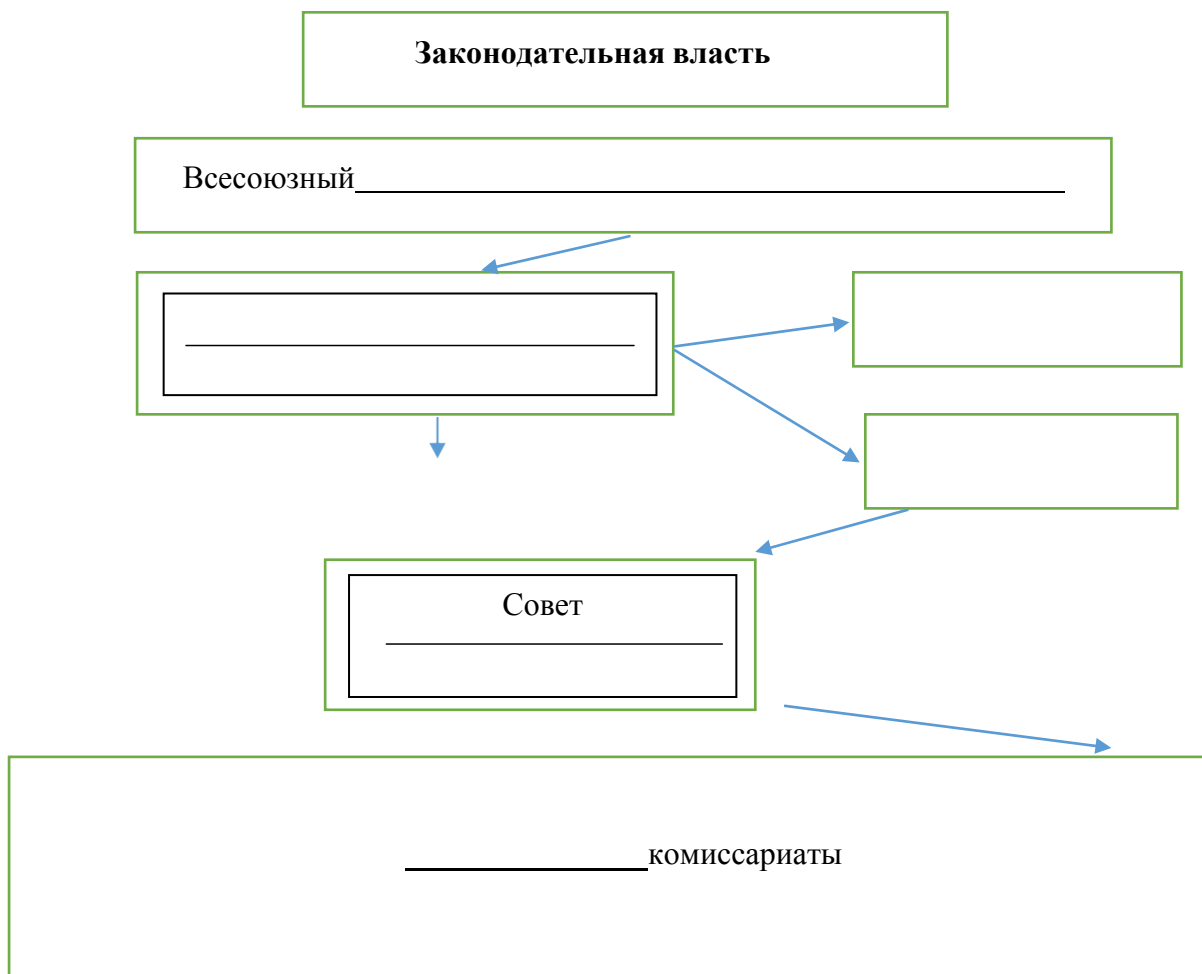 Законодательная власть
Всесоюзный
Совет
комиссариаты